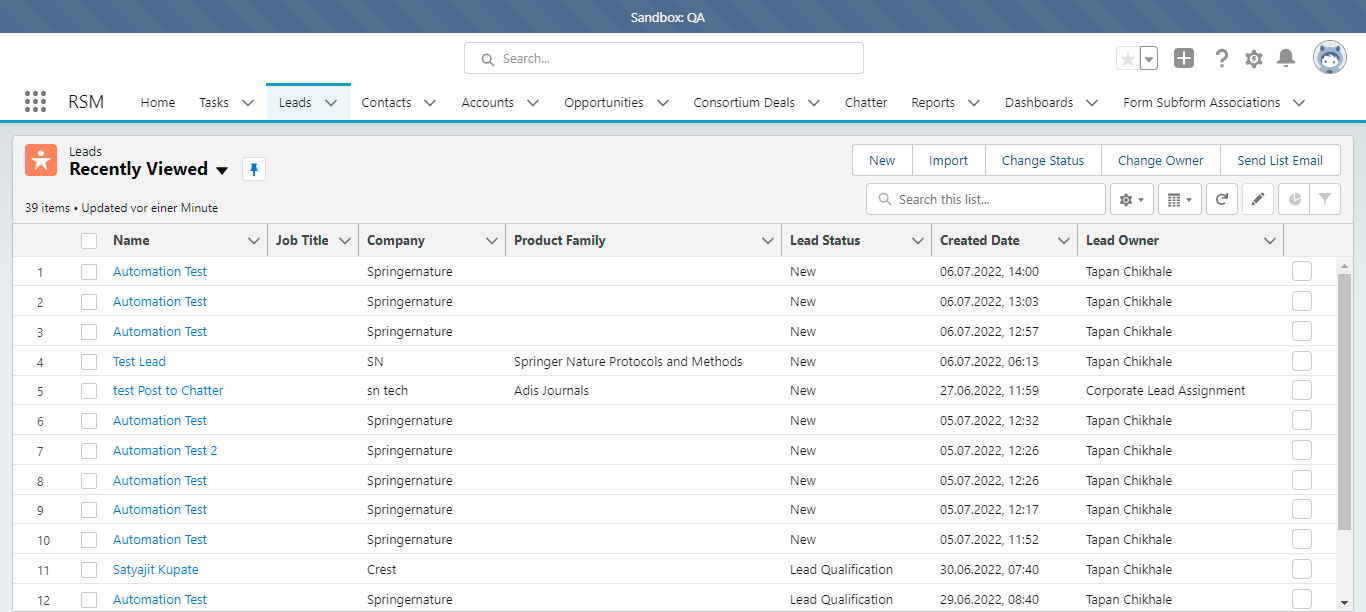 Sandbox: QA
Search...
RSM Home Tasks Leads Contacts Accounts Opportunities Consortium Deals Chatter Reports Dashboards Form Subform Associations
Leads
Recently Viewed
New Import Change Status Change Owner Send List Email
39 items • Updated vor einer Minute
Search this list...
Name Job Title Company Product Family Lead Status Created Date Lead Owner
1 Automation Test Springernature New 06.07.2022, 14:00 Tapan Chikhale
2 Automation Test Springernature New 06.07.2022, 13:03 Tapan Chikhale
3 Automation Test Springernature New 06.07.2022, 12:57 Tapan Chikhale
4 Test Lead SN Springer Nature Protocols and Methods New 06.07.2022, 06:13 Tapan Chikhale
5 test Post to Chatter sn tech Adis Journals New 27.06.2022, 11:59 Corporate Lead Assignment
6 Automation Test Springernature New 05.07.2022, 12:32 Tapan Chikhale
7 Automation Test 2 Springernature New 05.07.2022, 12:26 Tapan Chikhale
8 Automation Test Springernature New 05.07.2022, 12:26 Tapan Chikhale
9 Automation Test Springernature New 05.07.2022, 12:17 Tapan Chikhale
10 Automation Test Springernature New 05.07.2022, 11:52 Tapan Chikhale
11 Satyajit Kupate Crest Lead Qualification 30.06.2022, 07:40 Tapan Chikhale
12 Automation Test Springernature Lead Qualification 29.06.2022, 08:40 Tapan Chikhale